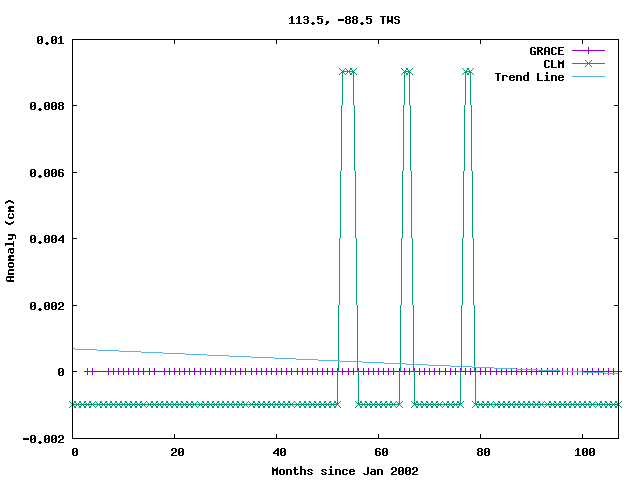 113.5, -88.5 TWS
GRACE
CLM
Trend Line
0.01
0.008
0.006
0.004
0.002
0
-0.002
Anomaly (cm)
0 20 40 60 80 100
Months since Jan 2002